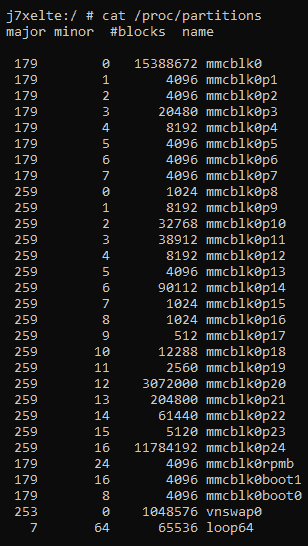 j7xelte:/ # cat /proc/partitions
major minor  #blocks  name

 179        0   15388672 mmcblk0
 179        1       4096 mmcblk0p1
 179        2       4096 mmcblk0p2
 179        3      20480 mmcblk0p3
 179        4       8192 mmcblk0p4
 179        5       4096 mmcblk0p5
 179        6       4096 mmcblk0p6
 179        7       4096 mmcblk0p7
 259        0       1024 mmcblk0p8
 259        1       8192 mmcblk0p9
 259        2      32768 mmcblk0p10
 259        3      38912 mmcblk0p11
 259        4       8192 mmcblk0p12
 259        5       4096 mmcblk0p13
 259        6      90112 mmcblk0p14
 259        7       1024 mmcblk0p15
 259        8       1024 mmcblk0p16
 259        9        512 mmcblk0p17
 259       10      12288 mmcblk0p18
 259       11       2560 mmcblk0p19
 259       12    3072000 mmcblk0p20
 259       13     204800 mmcblk0p21
 259       14      61440 mmcblk0p22
 259       15       5120 mmcblk0p23
 259       16   11784192 mmcblk0p24
 179       24       4096 mmcblk0rpmb
 179       16       4096 mmcblk0boot1
 179        8       4096 mmcblk0boot0
 253        0    1048576 vnswap0
   7       64      65536 loop64